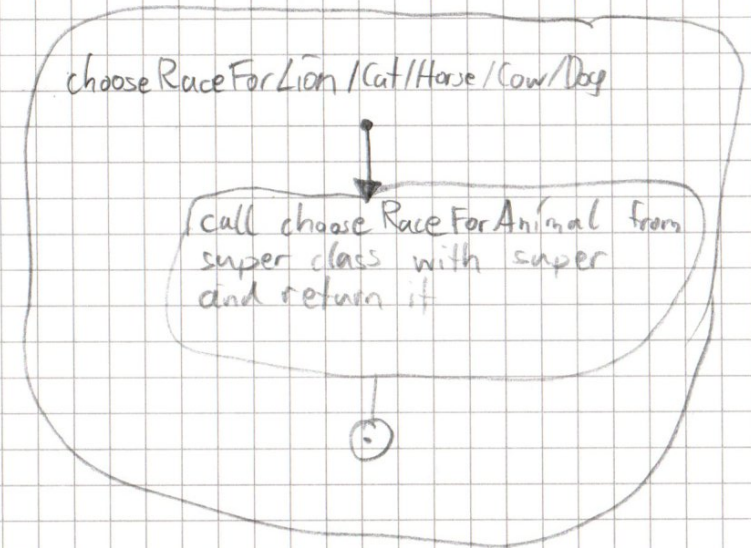 chooseRaceForLion/Cat/Horse/Cow/Dog
call chooseRaceForAnimal from
super class with super
and return it